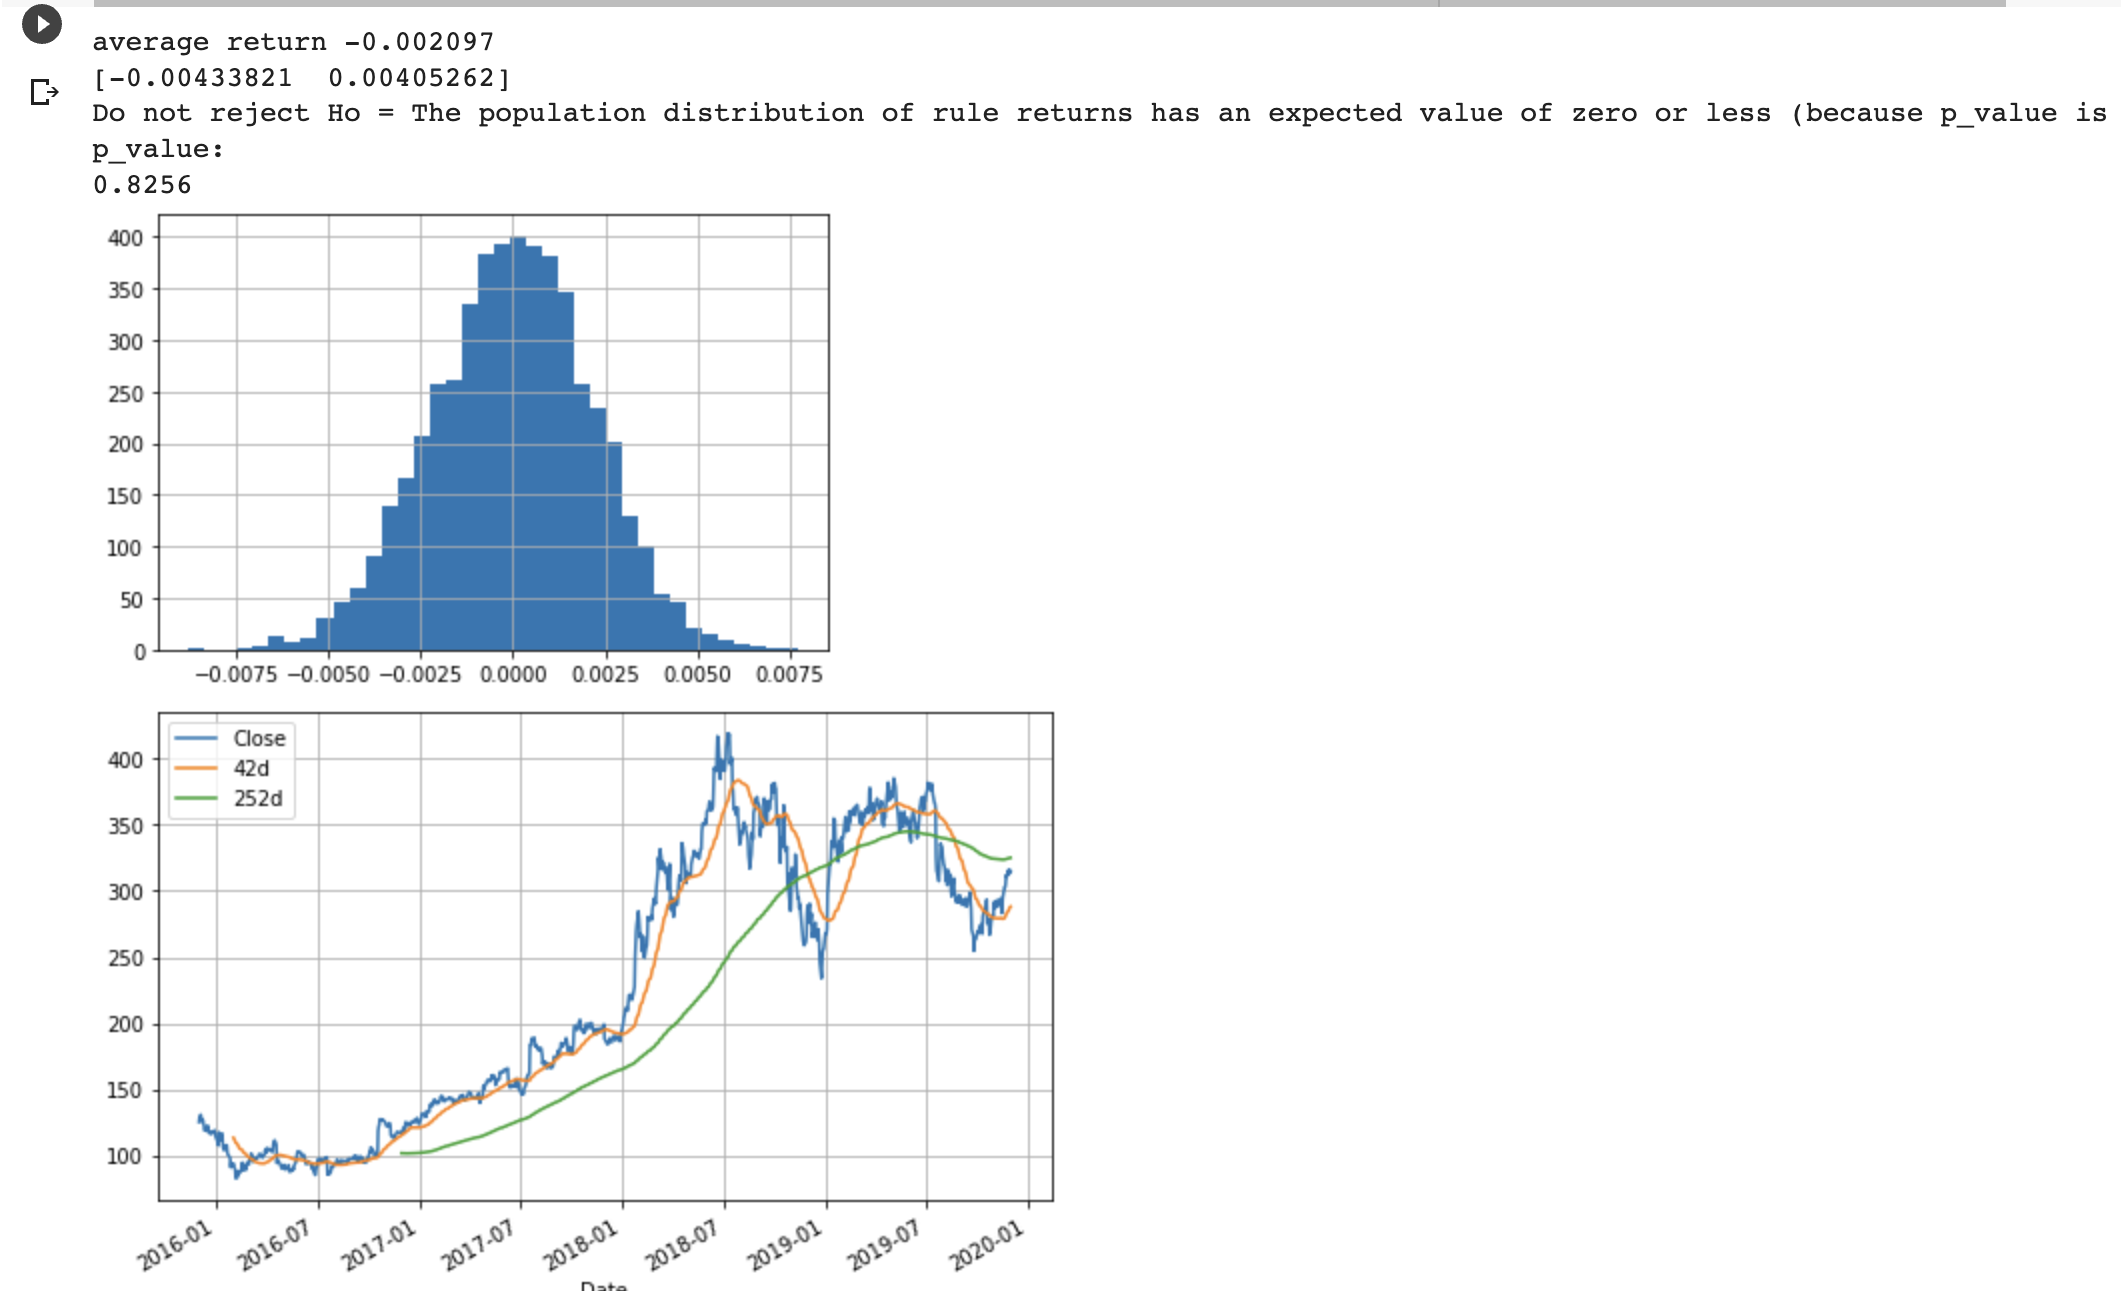 average return -0.002097
[-0.00433821  0.00405262]
Do not reject Ho = The population distribution of rule returns has an expected value of zero or less (because p_value is
p_value:
0.8256
400
350
300
250
200
150
100
50
0
−0.0075 −0.0050 −0.0025 0.0000 0.0025 0.0050 0.0075
Close
42d
252d
400
350
300
250
200
150
100
2016-01 2016-07 2017-01 2017-07 2018-01 2018-07 2019-01 2019-07 2020-01
Date